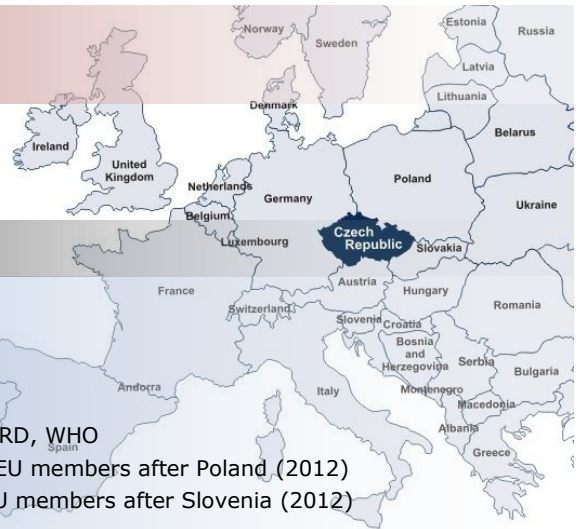 Norway
Sweden
Estonia
Russia
Latvia
Lithuania
Denmark
Belarus
Ireland
United
Kingdom
Netherlands
Poland
Germany
Ukraine
Belgium
Czech
Republic
Luxembourg
Slovakia
Austria
France
Hungary
Switzerland
Romania
Slovenia
Croatia
Bosnia
and
Herzegovina
Serbia
Bulgaria
Andorra
Italy
Montenegro
Macedonia
Albania
RD, WHO
Spain
Greece
EU members after Poland (2012)
U members after Slovenia (2012)